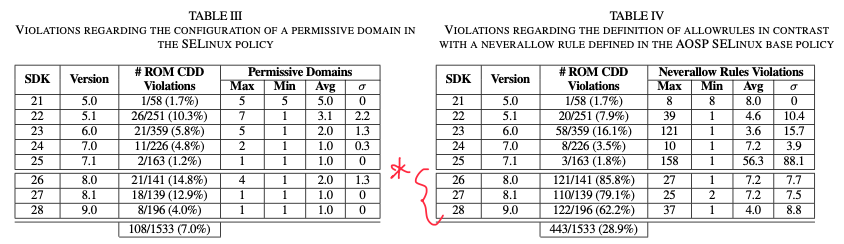 TABLE III
VIOLATIONS REGARDING THE CONFIGURATION OF A PERMISSIVE DOMAIN IN
THE SELINUX POLICY
SDK Version # ROM CDD Violations Permissive Domains
Max Min Avg σ
21 5.0 1/58 (1.7%) 5 5 5.0 0
22 5.1 26/251 (10.3%) 7 1 3.1 2.2
23 6.0 21/359 (5.8%) 5 1 2.0 1.3
24 7.0 11/226 (4.8%) 2 1 1.0 0.3
25 7.1 2/163 (1.2%) 1 1 1.0 0
26 8.0 21/141 (14.8%) 4 1 2.0 1.3
27 8.1 18/139 (12.9%) 1 1 1.0 0
28 9.0 8/196 (4.0%) 1 1 1.0 0
108/1533 (7.0%)
TABLE IV
VIOLATIONS REGARDING THE DEFINITION OF ALLOWRULES IN CONTRAST
WITH A NEVERALLOW RULE DEFINED IN THE AOSP SELINUX BASE POLICY
SDK Version # ROM CDD Violations Neverallow Rules Violations
Max Min Avg σ
21 5.0 1/58 (1.7%) 8 8 8.0 0
22 5.1 20/251 (7.9%) 39 1 4.6 10.4
23 6.0 58/359 (16.1%) 121 1 3.6 15.7
24 7.0 8/226 (3.5%) 10 1 7.2 3.9
25 7.1 3/163 (1.8%) 158 1 56.3 88.1
*
26 8.0 121/141 (85.8%) 27 1 7.2 7.7
27 8.1 110/139 (79.1%) 25 2 7.2 7.5
28 9.0 122/196 (62.2%) 37 1 4.0 8.8
443/1533 (28.9%)